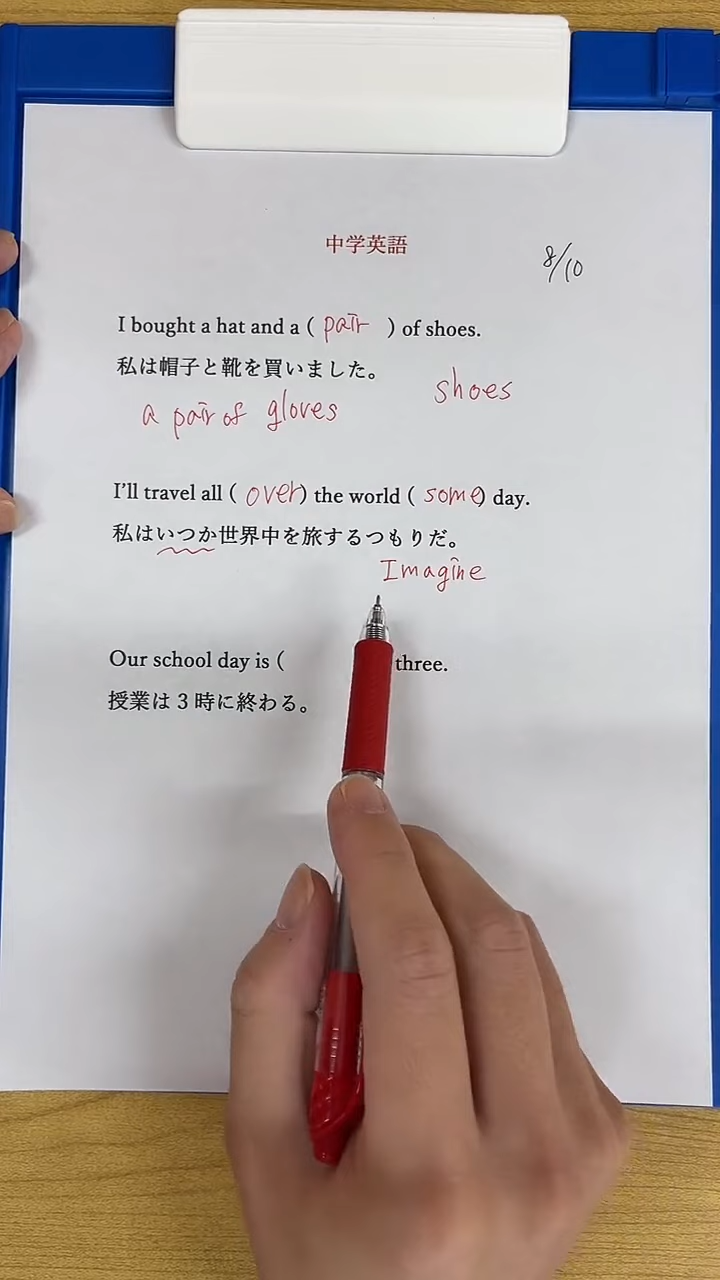 中学英語
8/10
I bought a hat and a ( pair ) of shoes.
私は帽子と靴を買いました。
shoes
a pair of gloves
I'll travel all ( over ) the world ( some ) day.
私はいつか世界中を旅するつもりだ。
Imagine
Our school day is ( three.
授業は3時に終わる。